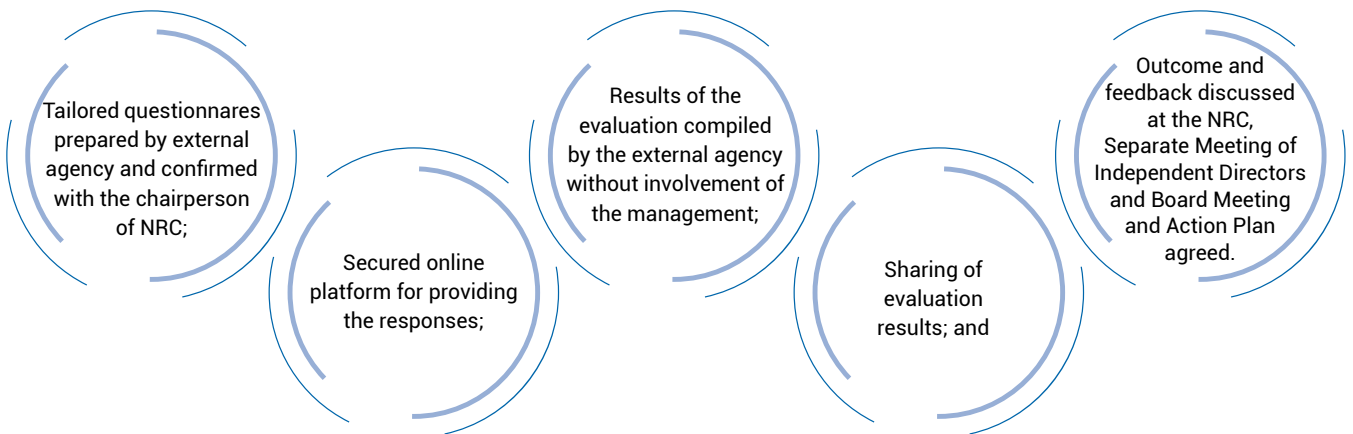 Tailored questionnares
prepared by external
agency and confirmed
with the chairperson
of NRC;
Secured online
platform for providing
the responses;
Results of the
evaluation compiled
by the external agency
without involvement of
the management;
Sharing of
evaluation
results; and
Outcome and
feedback discussed
at the NRC,
Separate Meeting of
Independent Directors
and Board Meeting
and Action Plan
agreed.